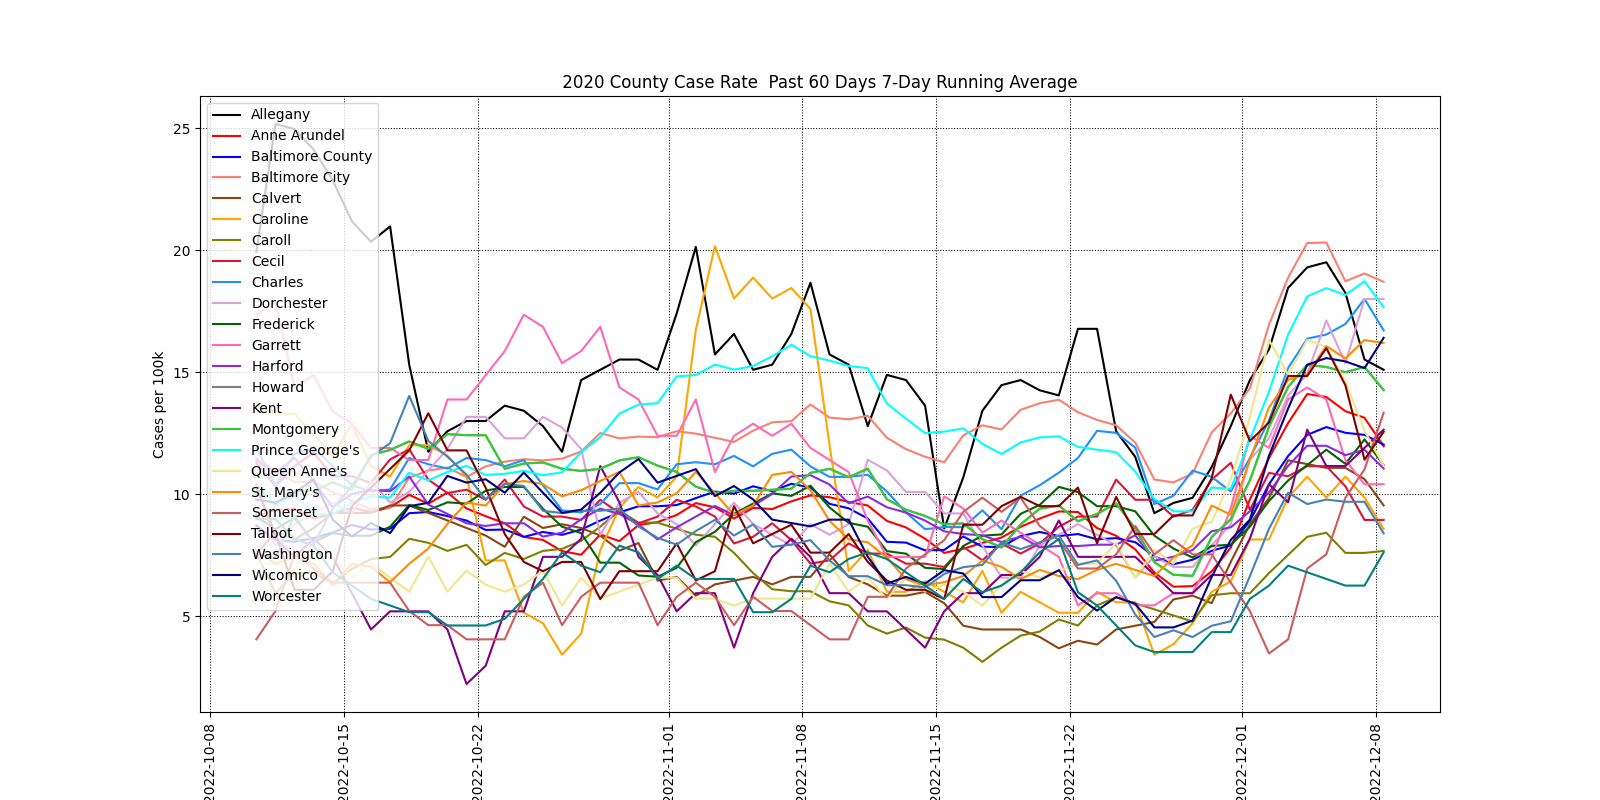 2020 County Case Rate  Past 60 Days 7-Day Running Average
Cases per 100k
25
20
15
10
5
Allegany
Anne Arundel
Baltimore County
Baltimore City
Calvert
Caroline
Caroll
Cecil
Charles
Dorchester
Frederick
Garrett
Harford
Howard
Kent
Montgomery
Prince George's
Queen Anne's
St. Mary's
Somerset
Talbot
Washington
Wicomico
Worcester
2022-10-08
2022-10-15
2022-10-22
2022-11-01
2022-11-08
2022-11-15
2022-11-22
2022-12-01
2022-12-08